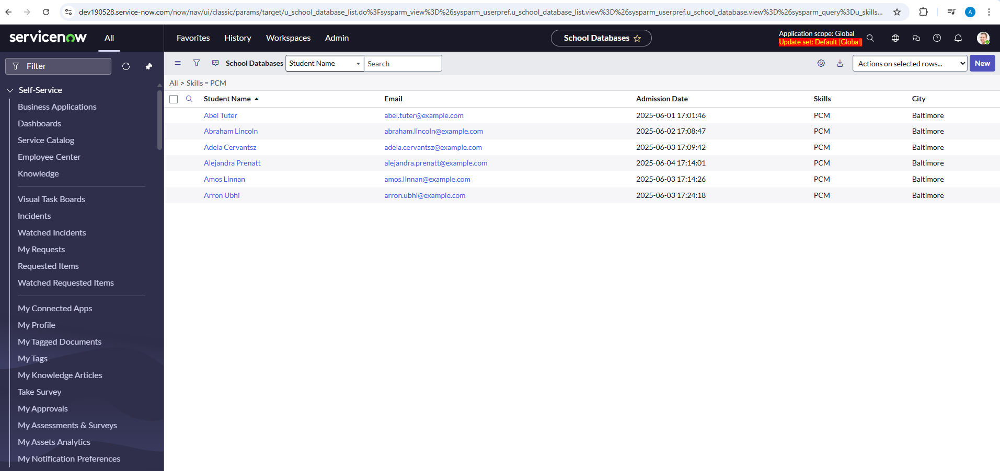 dev190528.service-now.com/now/nav/ui/classic/params/target/u_school_database_list.do%3Fsysparm_view%3D%26sysparm_userpref.u_school_database_list.view%3D%26sysparm_userpref.u_school_database.view%3D%26sysparm_query%3Du_skills...
A
servicenow All Favorites History Workspaces Admin School Databases
Application scope: Global
Update set: Default [Global]
Filter
School Databases Student Name Search Actions on selected rows... New
All > Skills = PCM
Student Name Email Admission Date Skills City
Abel Tuter abel.tuter@example.com 2025-06-01 17:01:46 PCM Baltimore
Abraham Lincoln abraham.lincoln@example.com 2025-06-02 17:08:47 PCM Baltimore
Adela Cervantsz adela.cervantsz@example.com 2025-06-03 17:09:42 PCM Baltimore
Alejandra Prenatt alejandra.prenatt@example.com 2025-06-04 17:14:01 PCM Baltimore
Amos Linnan amos.linnan@example.com 2025-06-03 17:14:26 PCM Baltimore
Arron Ubhi arron.ubhi@example.com 2025-06-03 17:24:18 PCM Baltimore
Self-Service
Business Applications
Dashboards
Service Catalog
Employee Center
Knowledge
Visual Task Boards
Incidents
Watched Incidents
My Requests
Requested Items
Watched Requested Items
My Connected Apps
My Profile
My Tagged Documents
My Tags
My Knowledge Articles
Take Survey
My Approvals
My Assessments & Surveys
My Assets Analytics
My Notification Preferences